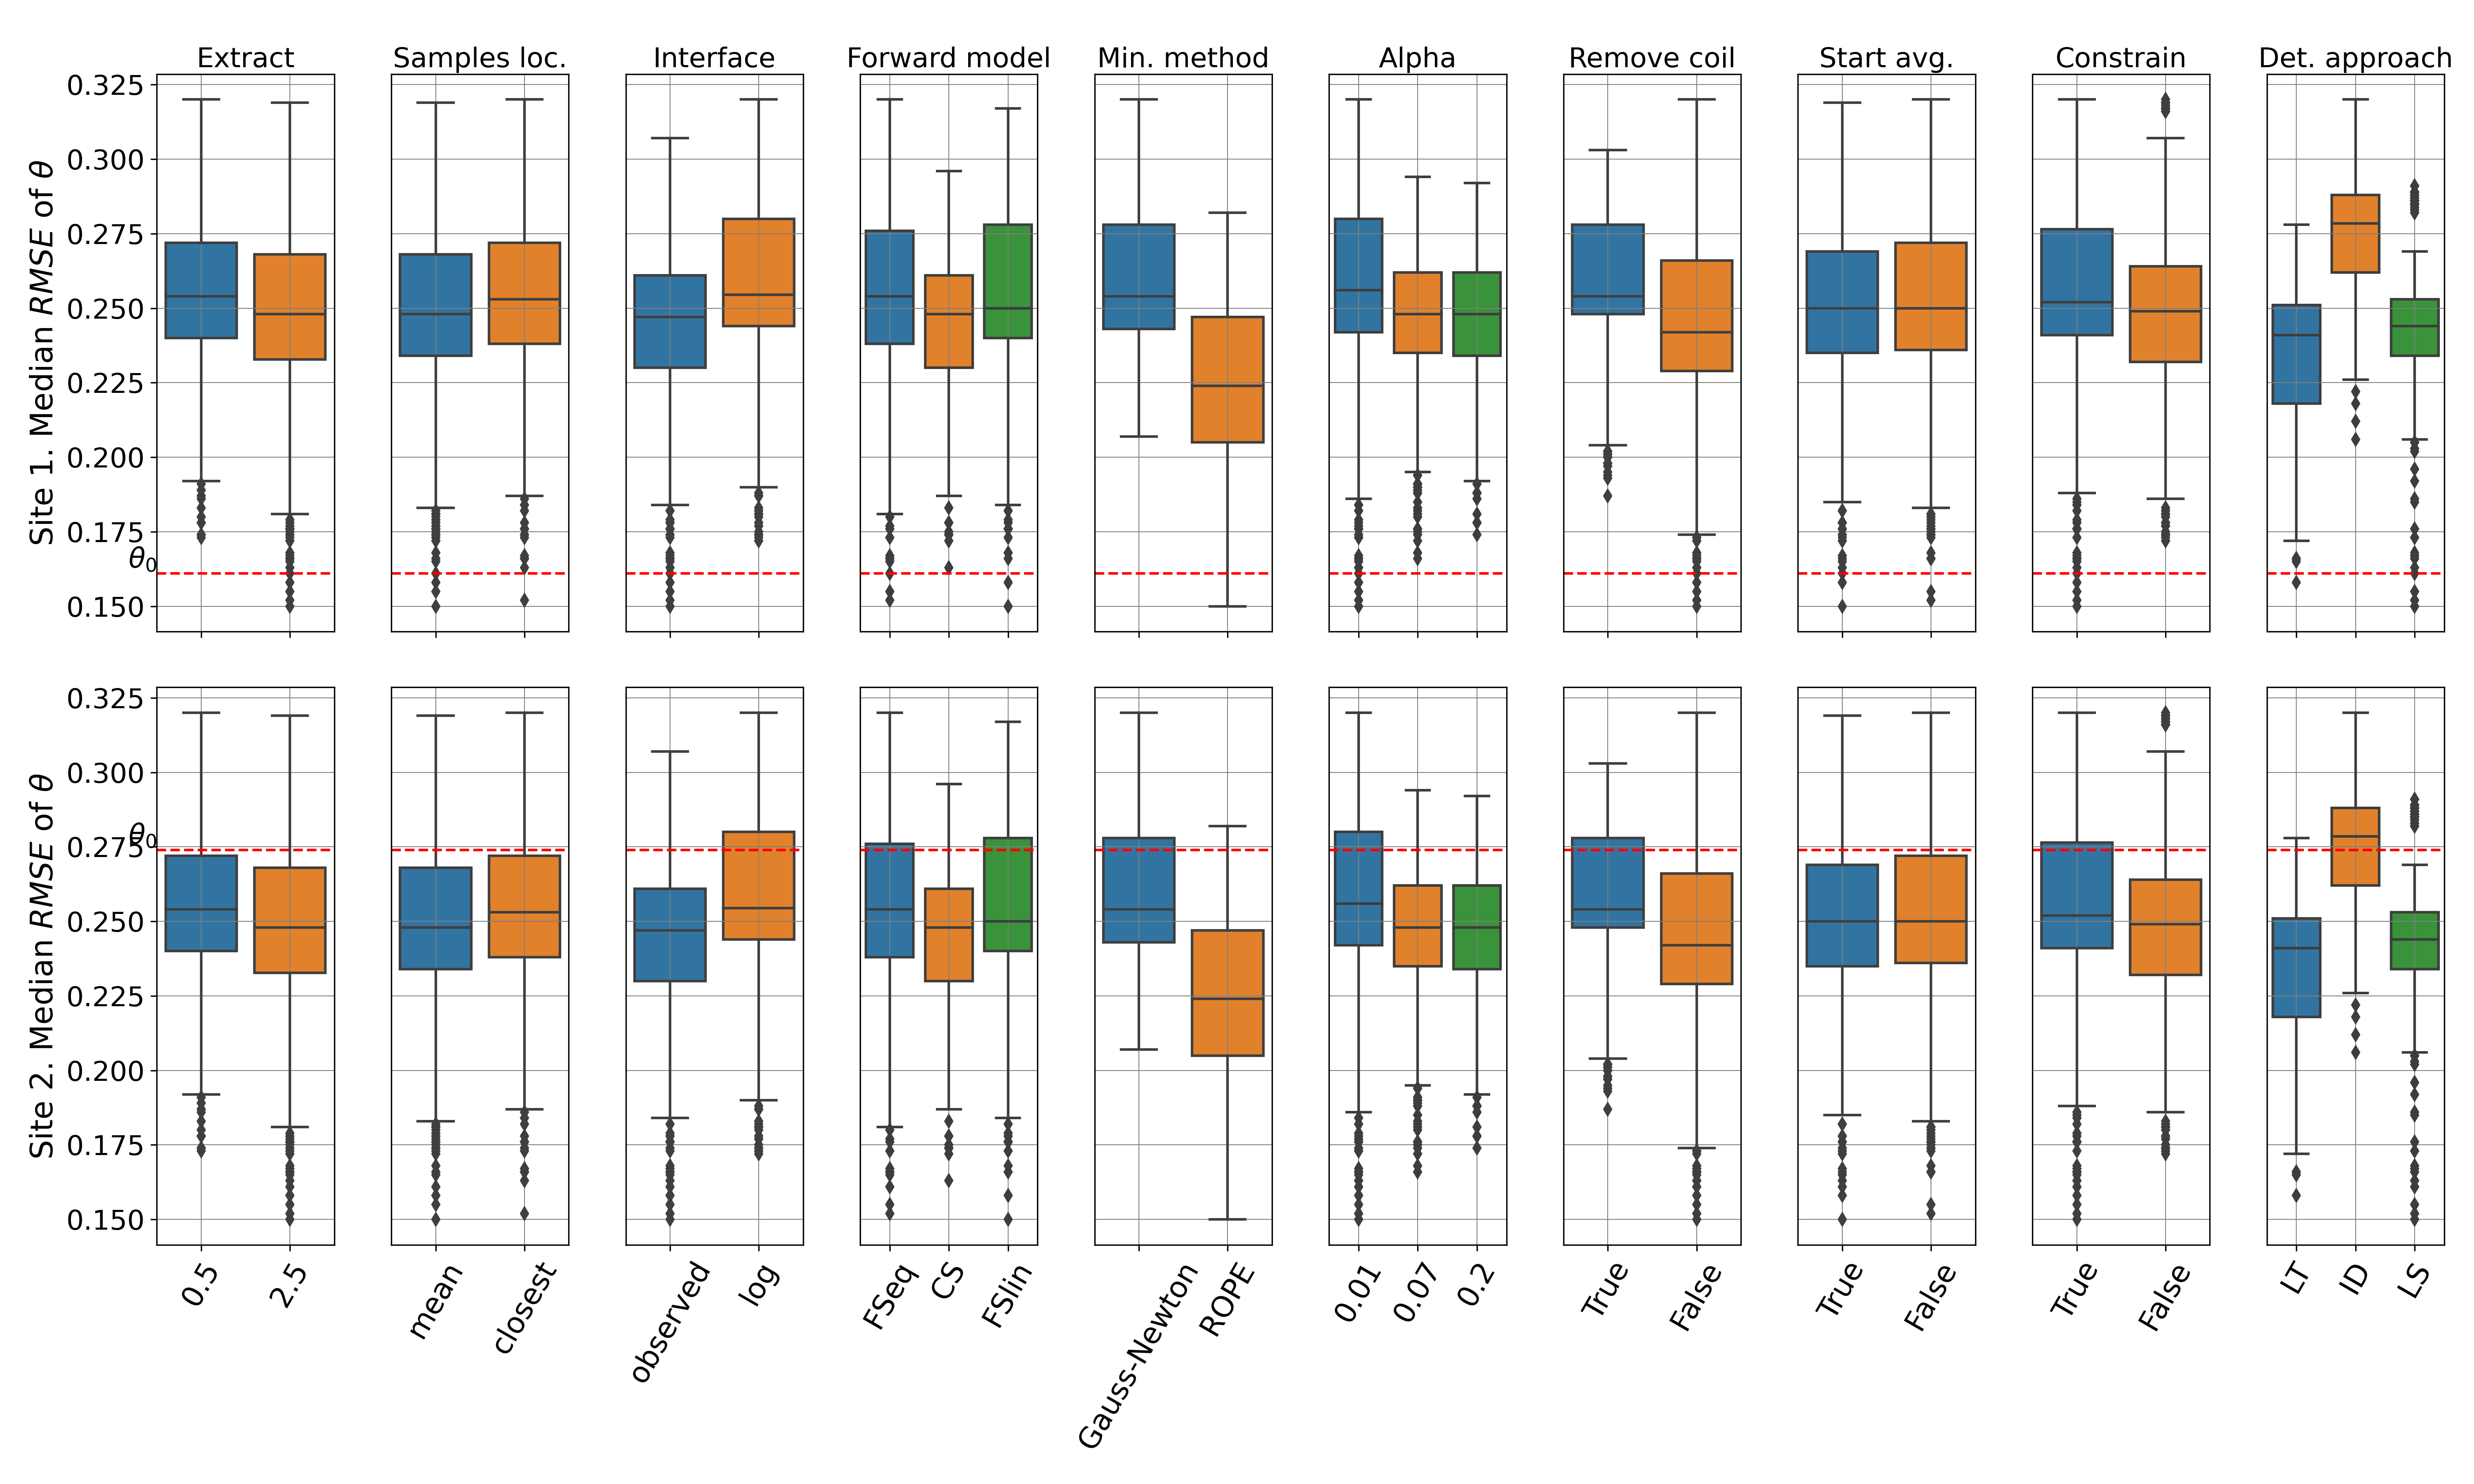 Extract
Samples loc.
Interface
Forward model
Min. method
Alpha
Remove coil
Start avg.
Constrain
Det. approach
Site 1. Median RMSE of θ
0.325
0.300
0.275
0.250
0.225
0.200
0.175
θ0
0.150
Site 2. Median RMSE of θ
0.325
0.300
θ0
0.275
0.250
0.225
0.200
0.175
0.150
0.5
2.5
mean
closest
observed
log
FSeq
CS
FSlin
Gauss-Newton
ROPE
0.01
0.07
0.2
True
False
True
False
True
False
LT
ID
LS